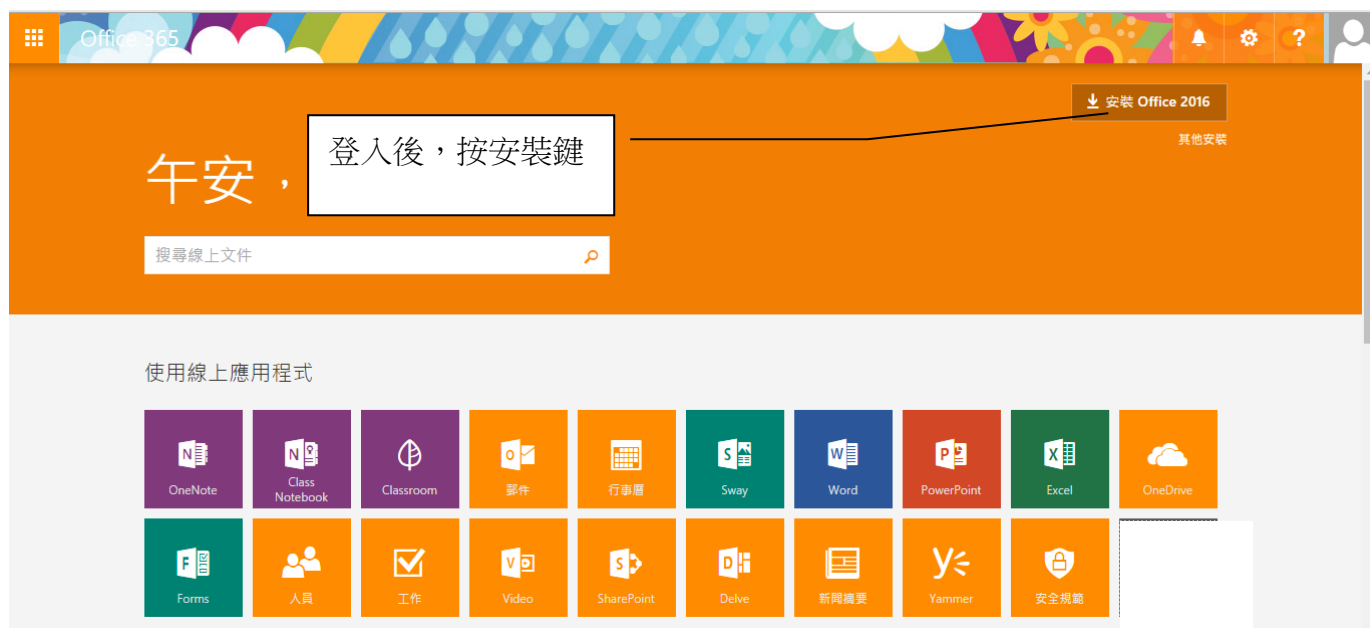 Office 365
?
安裝 Office 2016
其他安裝
登入後，按安裝鍵
午安，
搜尋線上文件
使用線上應用程式
OneNote
Class
Notebook
Classroom
郵件
行事曆
Sway
Word
PowerPoint
Excel
OneDrive
Forms
人員
工作
Video
SharePoint
Delve
新聞摘要
Yammer
安全規範